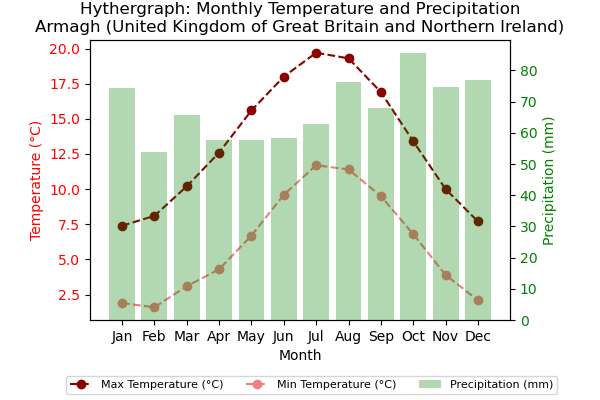 Hythergraph: Monthly Temperature and Precipitation
Armagh (United Kingdom of Great Britain and Northern Ireland)
20.0
17.5
15.0
12.5
10.0
7.5
5.0
2.5
Temperature (°C)
80
70
60
50
40
30
20
10
0
Precipitation (mm)
Jan Feb Mar Apr May Jun Jul Aug Sep Oct Nov Dec
Month
Max Temperature (°C) Min Temperature (°C) Precipitation (mm)